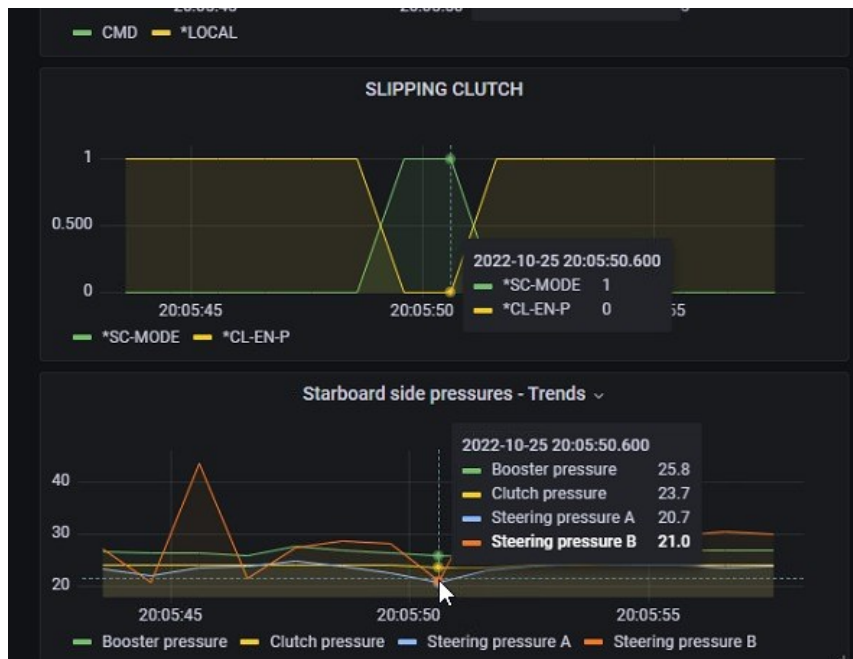 CMD *LOCAL
SLIPPING CLUTCH
1
0.500
0
20:05:45 20:05:50 55
2022-10-25 20:05:50.600
*SC-MODE 1
*CL-EN-P 0
*SC-MODE *CL-EN-P
Starboard side pressures - Trends
40
30
20
2022-10-25 20:05:50.600
Booster pressure 25.8
Clutch pressure 23.7
Steering pressure A 20.7
Steering pressure B 21.0
20:05:45 20:05:50 20:05:55
Booster pressure Clutch pressure Steering pressure A Steering pressure B